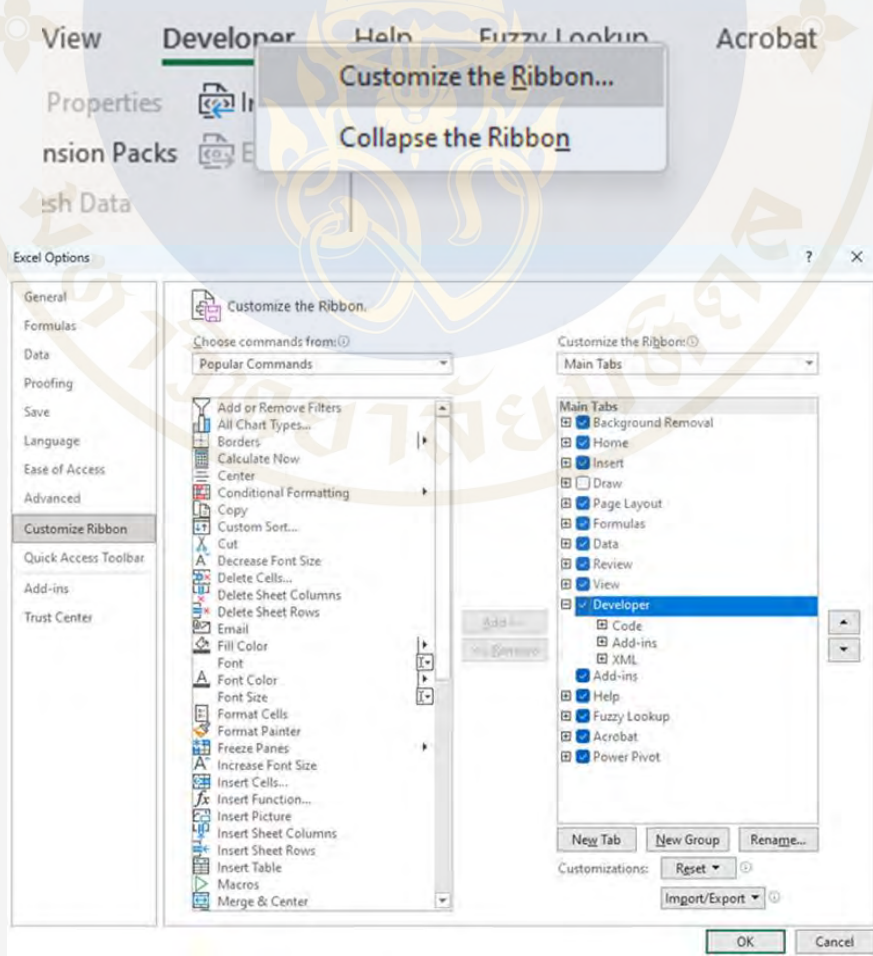 View Developer Help Fuzzy Lookup Acrobat
Customize the Ribbon...
Properties
Collapse the Ribbon
nsion Packs
esh Data
Excel Options ? ×
General
Formulas
Data
Proofing
Save
Language
Ease of Access
Advanced
Customize Ribbon
Quick Access Toolbar
Add-ins
Trust Center
Customize the Ribbon.
Choose commands from:
Popular Commands
Add or Remove Filters
All Chart Types...
Borders
Calculate Now
Center
Conditional Formatting
Copy
Custom Sort...
Cut
Decrease Font Size
Delete Cells...
Delete Sheet Columns
Delete Sheet Rows
Email
Fill Color
Font
Font Color
Font Size
Format Cells
Format Painter
Freeze Panes
Increase Font Size
Insert Cells...
Insert Function...
Insert Picture
Insert Sheet Columns
Insert Sheet Rows
Insert Table
Macros
Merge & Center
Customize the Ribbon:
Main Tabs
Main Tabs
Background Removal
Home
Insert
Draw
Page Layout
Formulas
Data
Review
View
Developer
Code
Add-ins
XML
Add-ins
Help
Fuzzy Lookup
Acrobat
Power Pivot
New Tab New Group Rename...
Customizations: Reset
Import/Export
OK Cancel